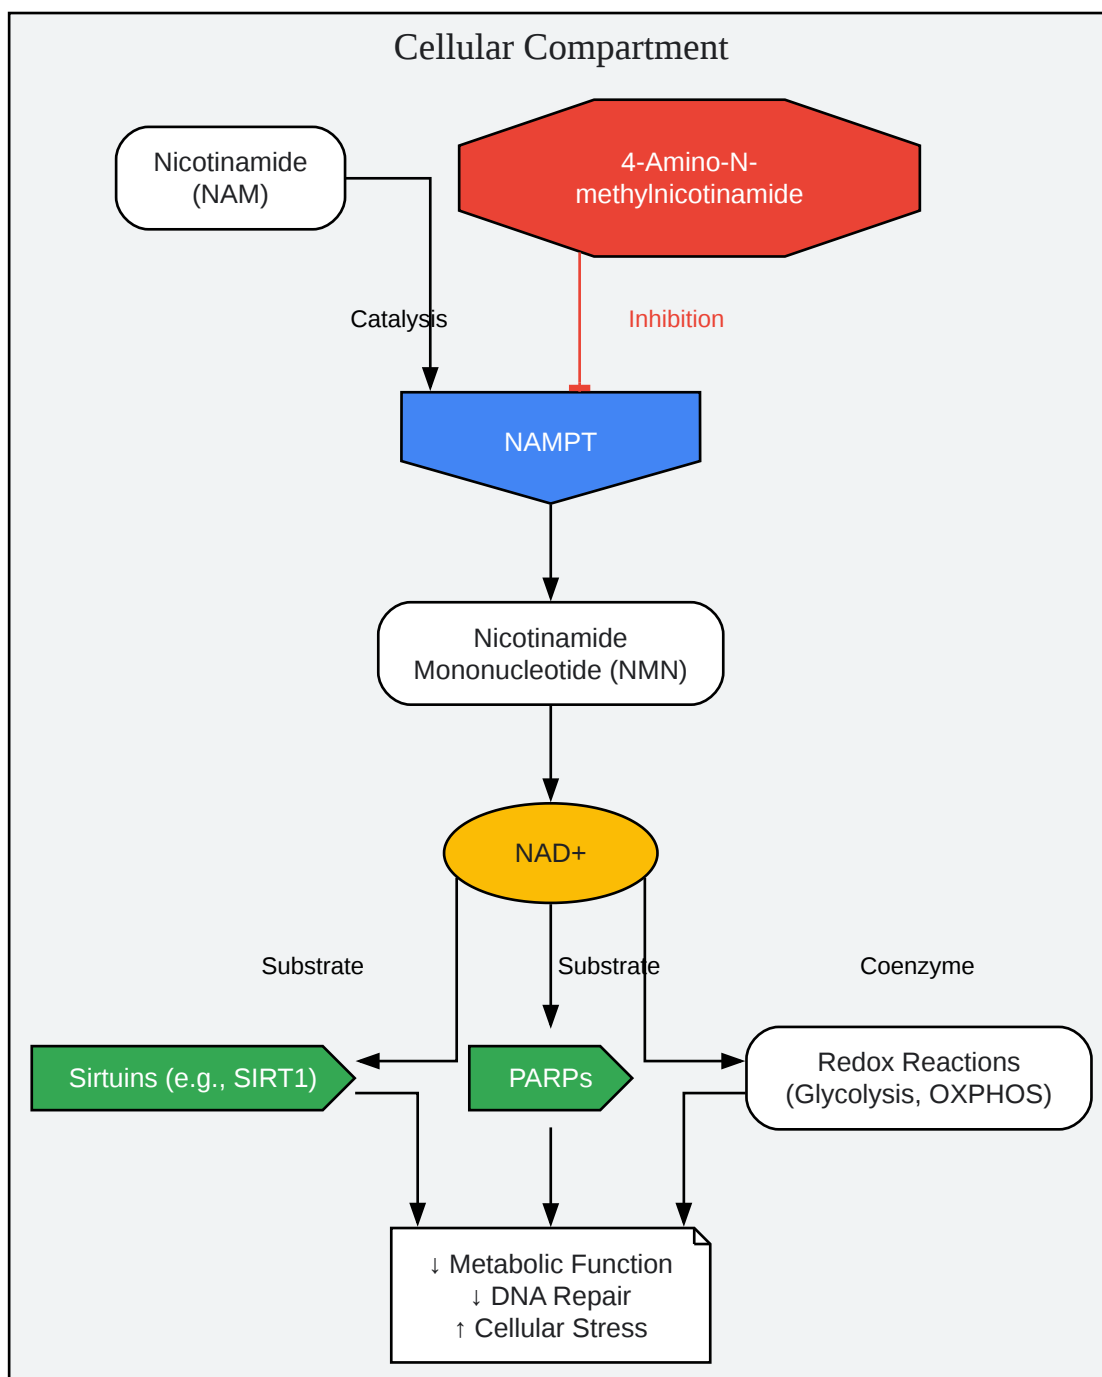 Cellular Compartment
Nicotinamide
(NAM)
4-Amino-N-
methylnicotinamide
Catalysis
Inhibition
NAMPT
Nicotinamide
Mononucleotide (NMN)
NAD+
Substrate
Substrate
Coenzyme
Sirtuins (e.g., SIRT1)
PARPs
Redox Reactions
(Glycolysis, OXPHOS)
↓ Metabolic Function
↓ DNA Repair
↑ Cellular Stress